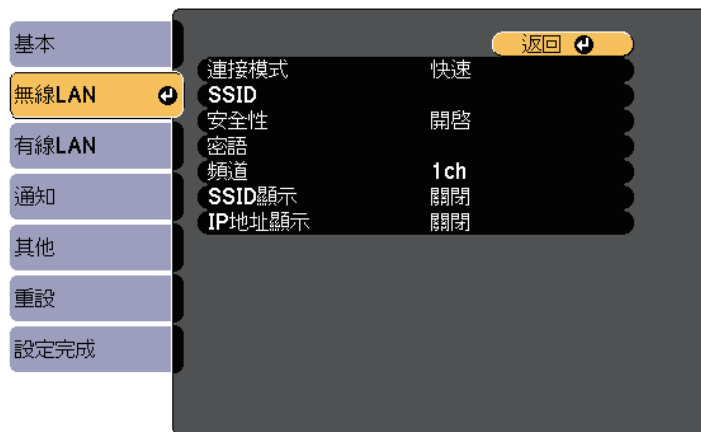 基本
無線LAN
有線LAN
通知
其他
重設
設定完成
返回
連接模式 快速
SSID
安全性 開啓
密語
頻道 1ch
SSID顯示 關閉
IP地址顯示 關閉